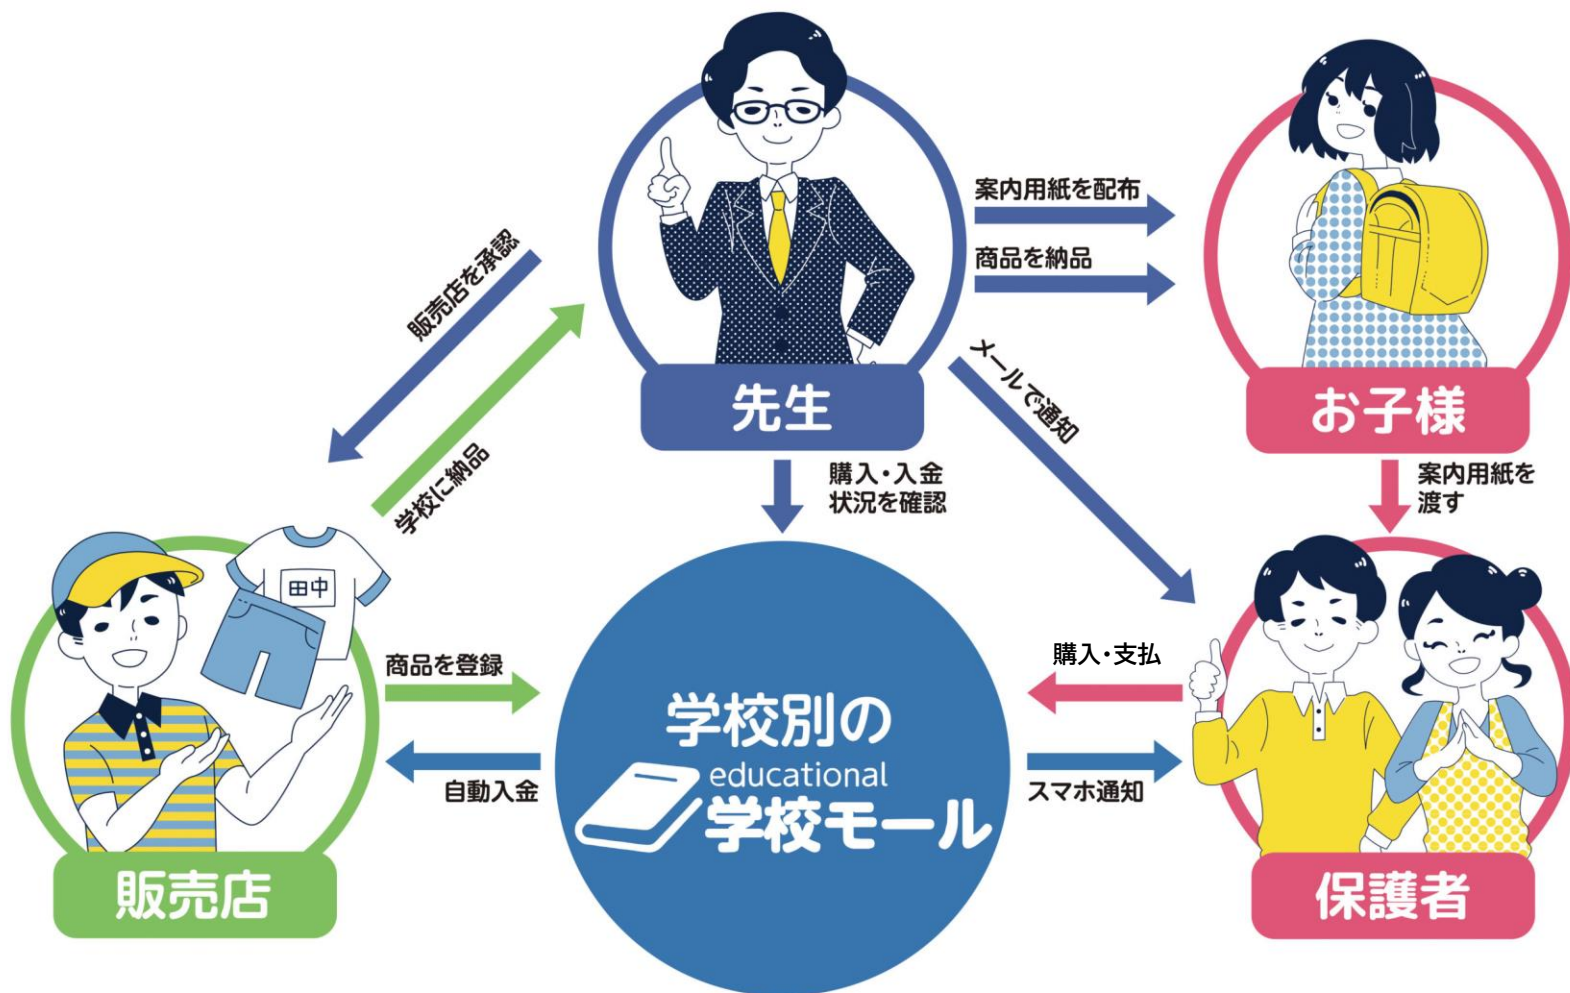 案内用紙を配布
商品を納品
販売店を承認
学校に納品
メールで通知
先生
お子様
購入・入金
状況を確認
案内用紙を
渡す
田中
商品を登録
自動入金
学校別の
educational
学校モール
購入・支払
スマホ通知
販売店
保護者